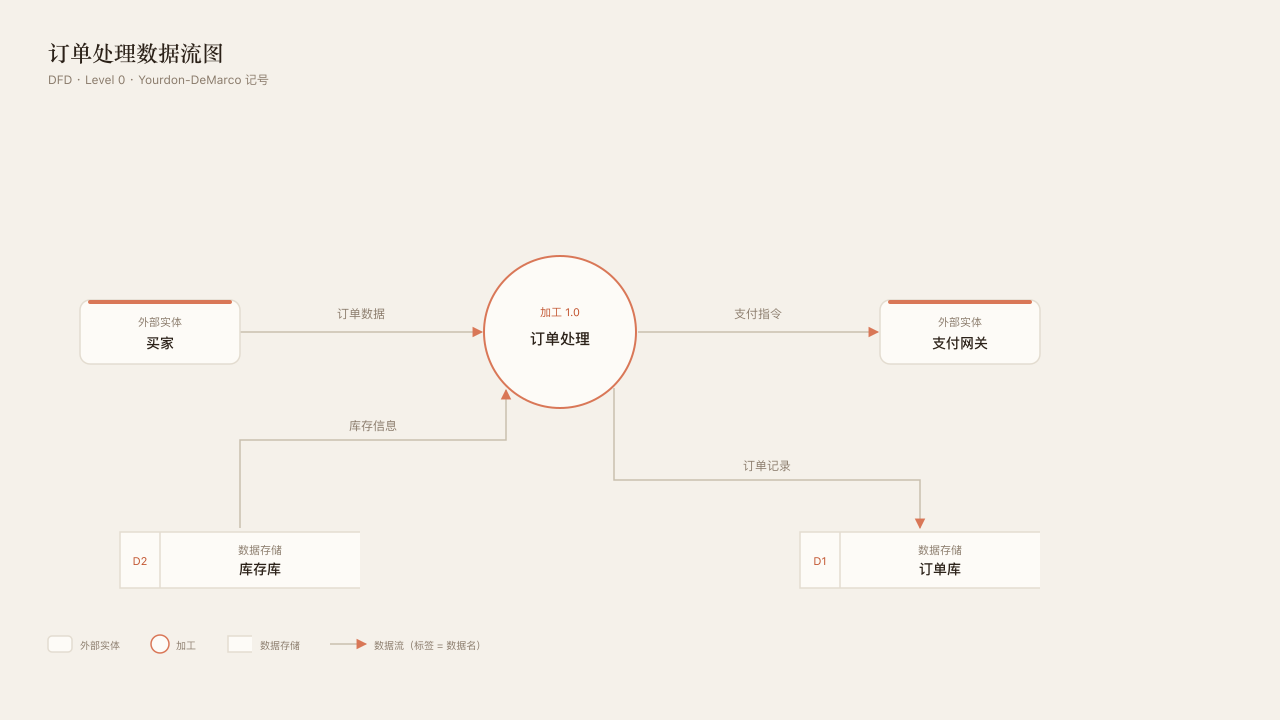 订单处理数据流图
DFD · Level 0 · Yourdon-DeMarco 记号
外部实体
买家
订单数据
加工 1.0
订单处理
支付指令
外部实体
支付网关
库存信息
订单记录
D2
数据存储
库存库
D1
数据存储
订单库
外部实体
加工
数据存储
数据流（标签 = 数据名）